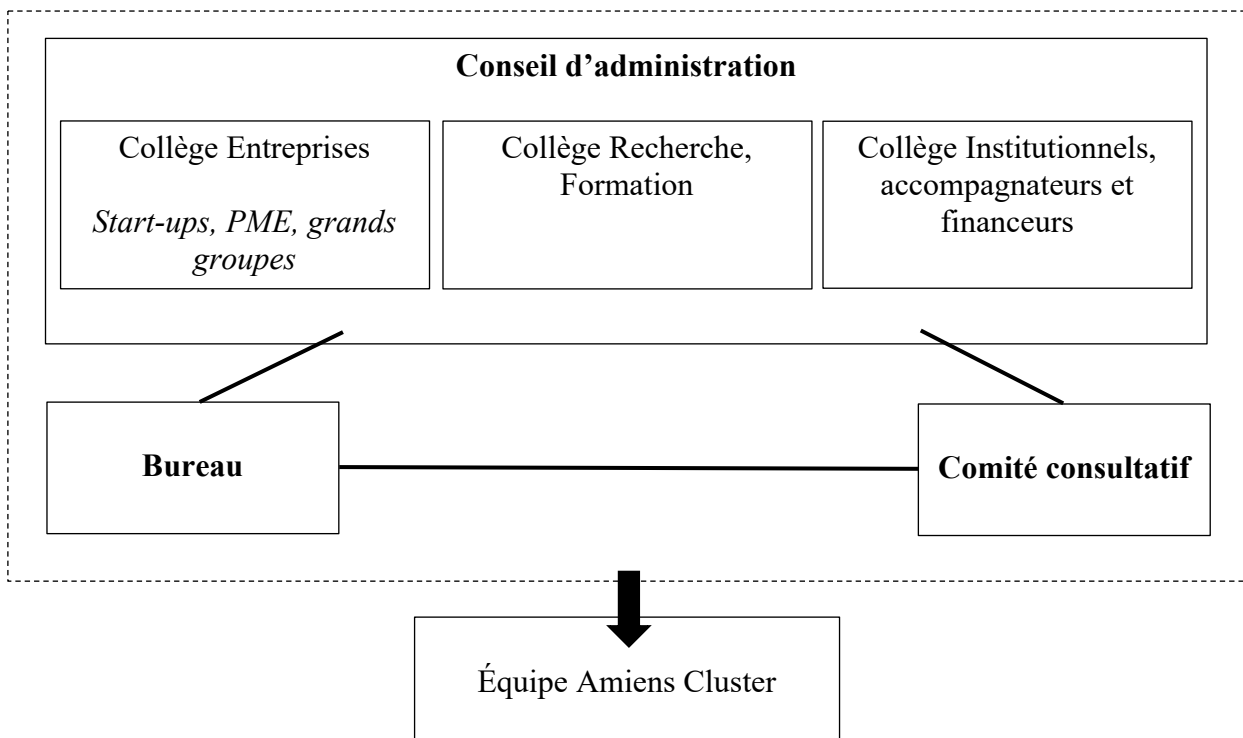 Conseil d’administration
Collège Entreprises
Start-ups, PME, grands
groupes
Collège Recherche,
Formation
Collège Institutionnels,
accompagnateurs et
financeurs
Bureau
Comité consultatif
Équipe Amiens Cluster